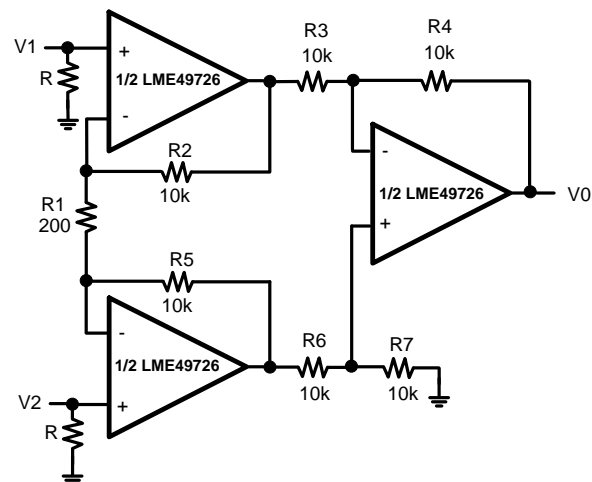 V1
+
R
1/2 LME49726
-
R3
10k
R4
10k
R2
10k
R1
200
-
1/2 LME49726
+
V0
R5
10k
-
1/2 LME49726
+
R6
10k
R7
10k
V2
R